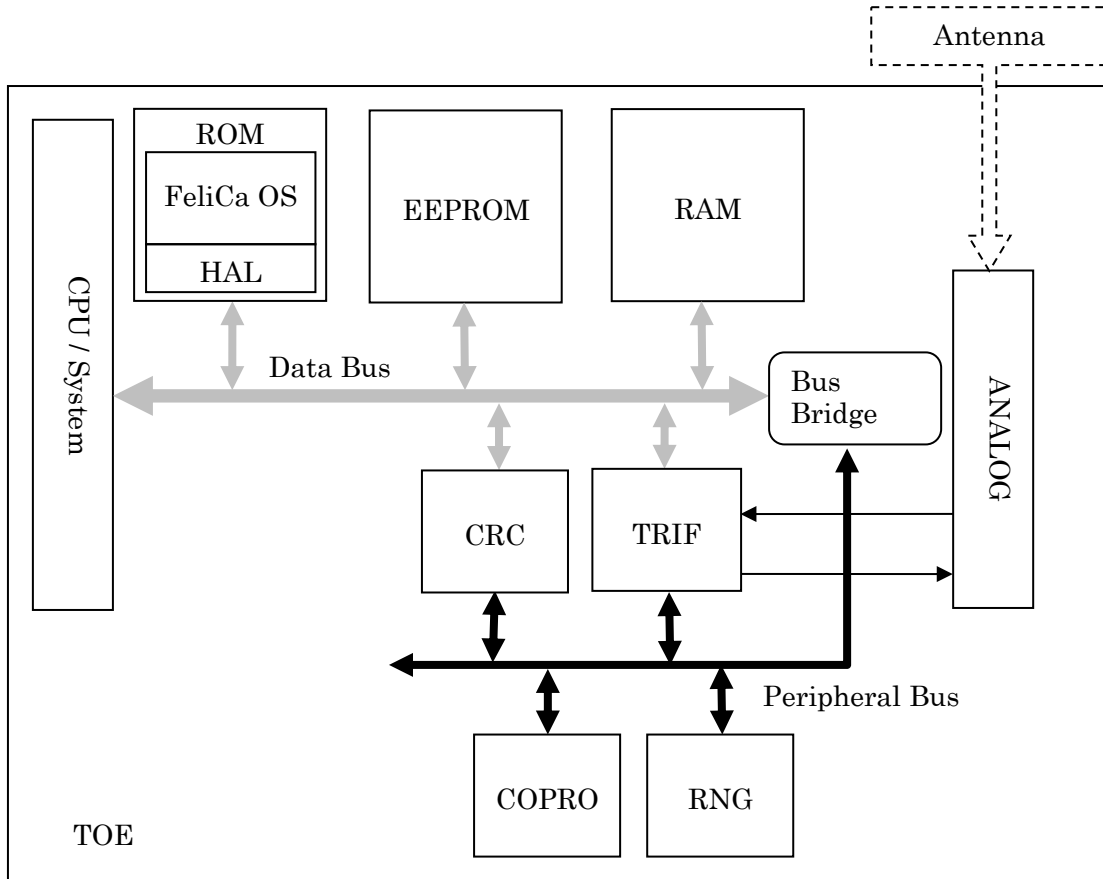 Antenna
ROM
FeliCa OS
HAL
EEPROM
RAM
CPU / System
Data Bus
Bus
Bridge
ANALOG
CRC
TRIF
Peripheral Bus
COPRO
RNG
TOE